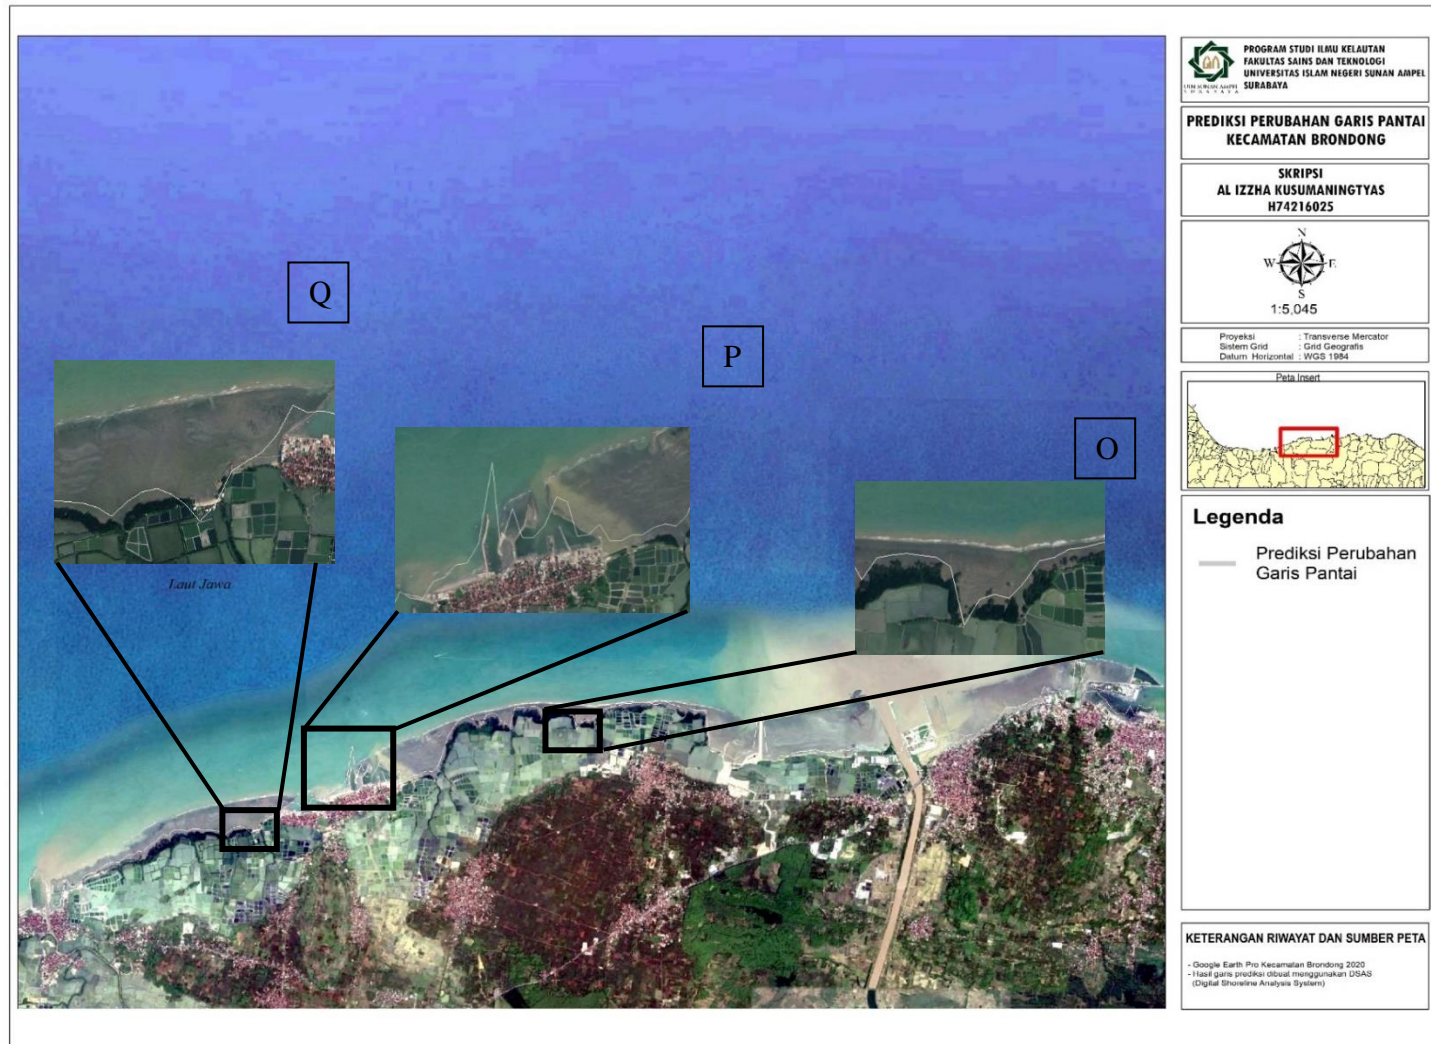 Q
P
O
Laut Jawa
UIN SUNAN AMPEL
S U R A B A Y A
PROGRAM STUDI ILMU KELAUTAN
FAKULTAS SAINS DAN TEKNOLOGI
UNIVERSITAS ISLAM NEGERI SUNAN AMPEL
SURABAYA
PREDIKSI PERUBAHAN GARIS PANTAI
KECAMATAN BRONDONG
SKRIPSI
AL IZZHA KUSUMANINGTYAS
H74216025
N
W E
S
1:5,045
Proyeksi : Transverse Mercator
Sistem Grid : Grid Geografis
Datum Horizontal : WGS 1984
Peta Insert
Legenda
Prediksi Perubahan
Garis Pantai
KETERANGAN RIWAYAT DAN SUMBER PETA
- Google Earth Pro Kecamatan Brondong 2020
- Hasil garis prediksi dibuat menggunakan DSAS
(Digital Shoreline Analysis System)